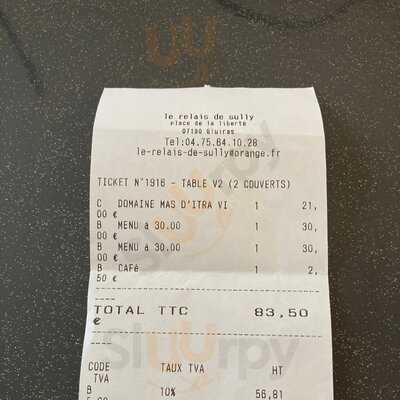 le relais de sully
place de la liberté
07190 Gluiras
Tel:04.75.64.10.28
le-relais-de-sully@orange.fr
TICKET N°1916 - TABLE V2 (2 COUVERTS)
C DOMAINE MAS D'ITRA VI 1 21,
00 €
B MENU à 30.00 1 30,
00 €
B MENU à 30.00 1 30,
00 €
B CAFé 1 2,
50 €
----
TOTAL TTC 83,50
€
----
CODE TAUX TVA HT
TVA
B 10% 56,81
Sluurpy